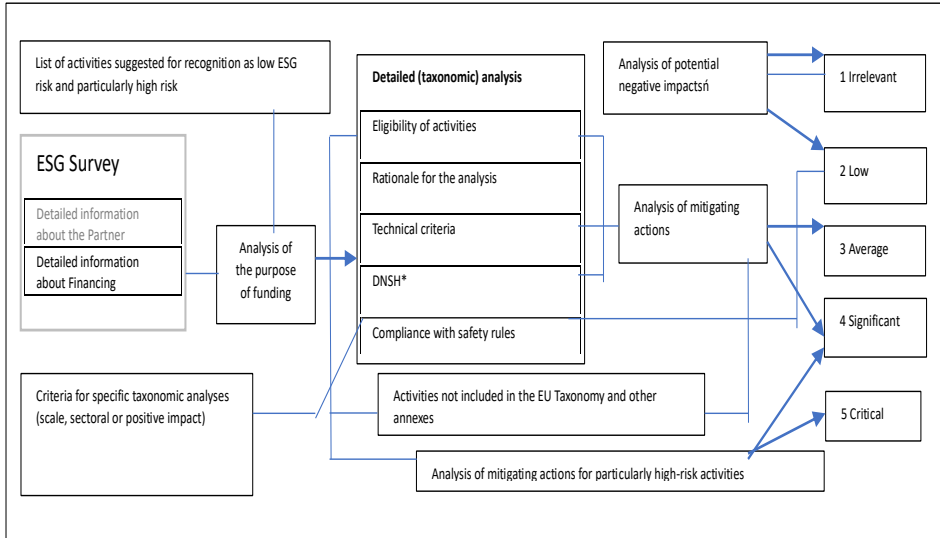 List of activities suggested for recognition as low ESG
risk and particularly high risk
ESG Survey
Detailed information
about the Partner
Detailed information
about Financing
Analysis of
the purpose
of funding
Criteria for specific taxonomic analyses
(scale, sectoral or positive impact)
Detailed (taxonomic) analysis
Eligibility of activities
Rationale for the analysis
Technical criteria
DNSH*
Compliance with safety rules
Activities not included in the EU Taxonomy and other
annexes
Analysis of mitigating actions for particularly high-risk activities
Analysis of potential
negative impactsń
Analysis of mitigating
actions
1 Irrelevant
2 Low
3 Average
4 Significant
5 Critical